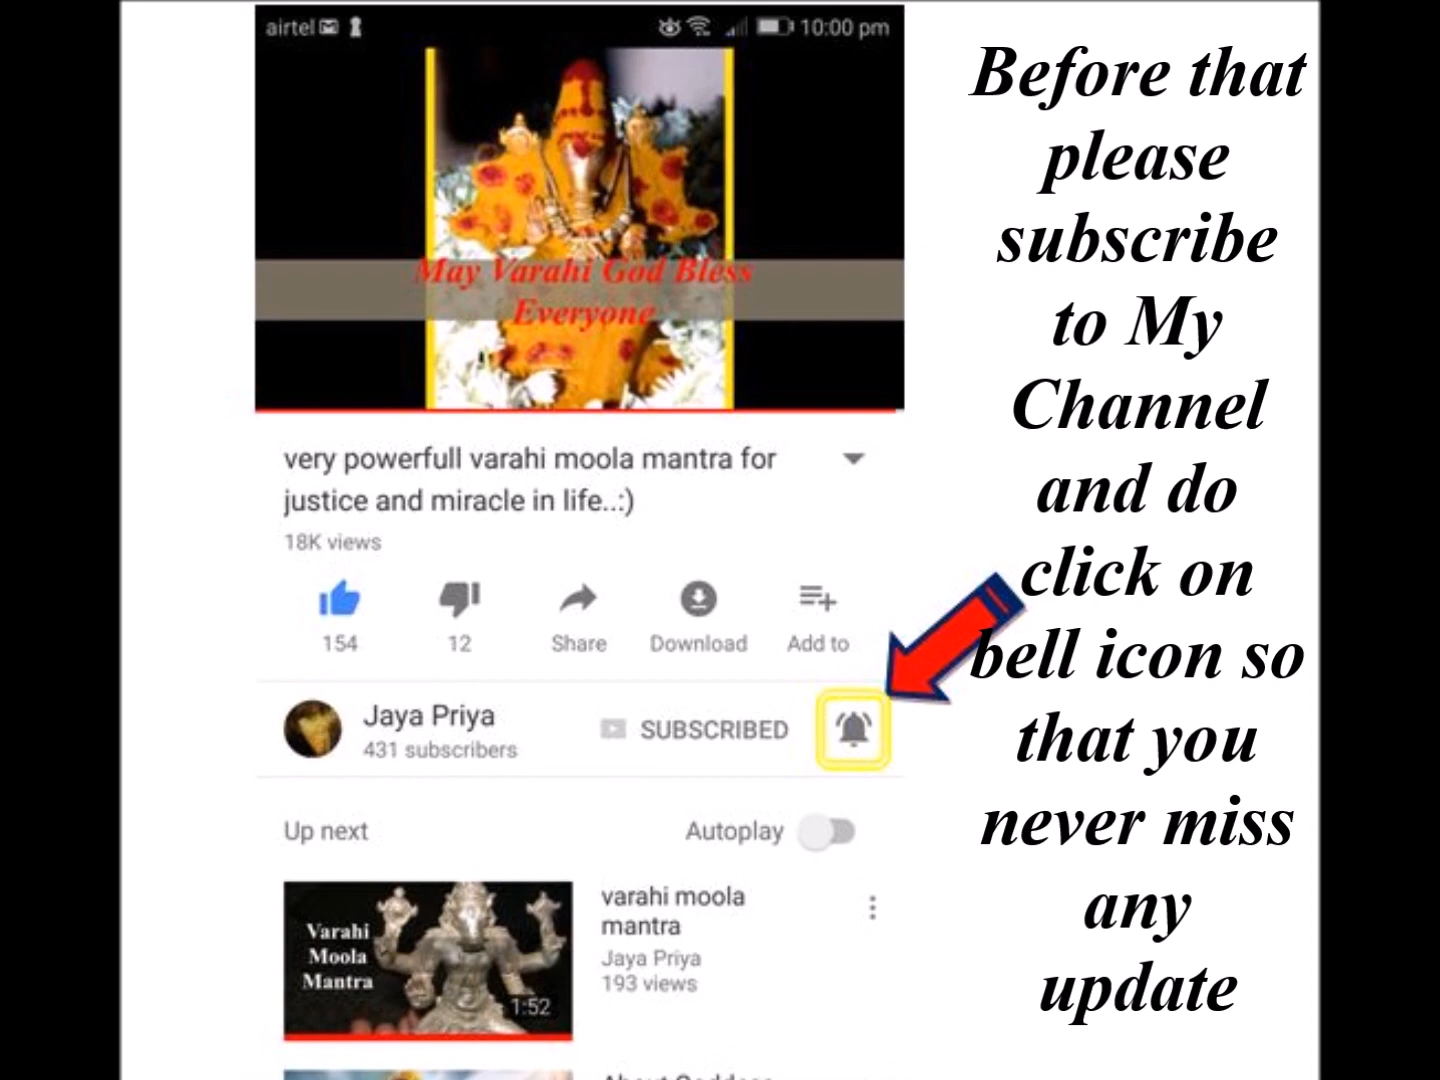 airtel
10:00 pm
May Varahi God Bless
Everyone
very powerfull varahi moola mantra for
justice and miracle in life..:)
18K views
154
12
Share
Download
Add to
Jaya Priya
431 subscribers
SUBSCRIBED
Up next
Autoplay
Varahi
Moola
Mantra
1:52
varahi moola
mantra
Jaya Priya
193 views
About Goddess
Before that
please
subscribe
to My
Channel
and do
click on
bell icon so
that you
never miss
any
update